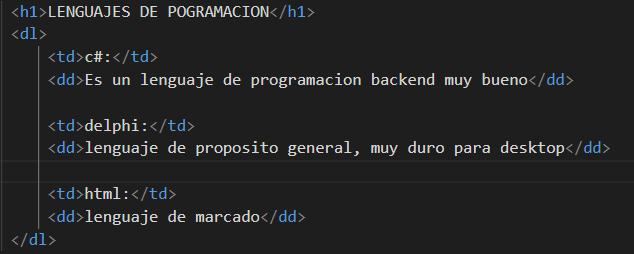 <h1>LENGUAJES DE POGRAMACION</h1>
<dl>
<td>c#:</td>
<dd>Es un lenguaje de programacion backend muy bueno</dd>
<td>delphi:</td>
<dd>lenguaje de proposito general, muy duro para desktop</dd>
<td>html:</td>
<dd>lenguaje de marcado</dd>
</dl>